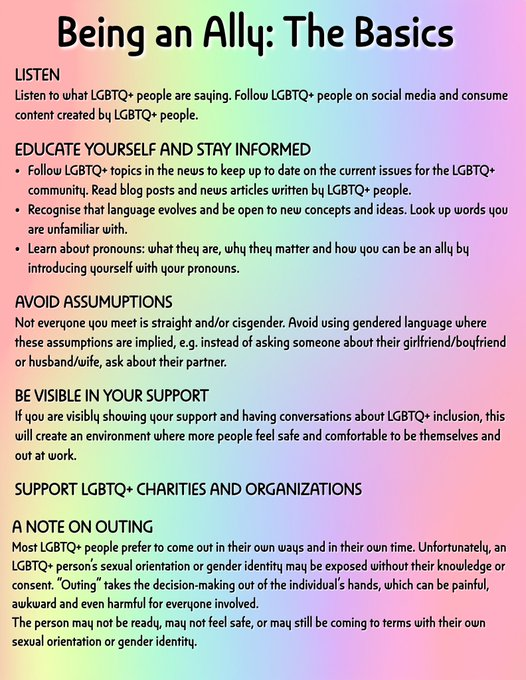 Being an Ally: The Basics
LISTEN
Listen to what LGBTQ+ people are saying. Follow LGBTQ+ people on social media and consume
content created by LGBTQ+ people.
EDUCATE YOURSELF AND STAY INFORMED
• Follow LGBTQ+ topics in the news to keep up to date on the current issues for the LGBTQ+
community. Read blog posts and news articles written by LGBTQ+ people.
• Recognise that language evolves and be open to new concepts and ideas. Look up words you
are unfamiliar with.
• Learn about pronouns: what they are, why they matter and how you can be an ally by
introducing yourself with your pronouns.
AVOID ASSUMUPTIONS
Not everyone you meet is straight and/or cisgender. Avoid using gendered language where
these assumptions are implied, e.g. instead of asking someone about their girlfriend/boyfriend
or husband/wife, ask about their partner.
BE VISIBLE IN YOUR SUPPORT
If you are visibly showing your support and having conversations about LGBTQ+ inclusion, this
will create an environment where more people feel safe and comfortable to be themselves and
out at work.
SUPPORT LGBTQ+ CHARITIES AND ORGANIZATIONS
A NOTE ON OUTING
Most LGBTQ+ people prefer to come out in their own ways and in their own time. Unfortunately, an
LGBTQ+ person's sexual orientation or gender identity may be exposed without their knowledge or
consent. "Outing" takes the decision-making out of the individual's hands, which can be painful,
awkward and even harmful for everyone involved.
The person may not be ready, may not feel safe, or may still be coming to terms with their own
sexual orientation or gender identity.